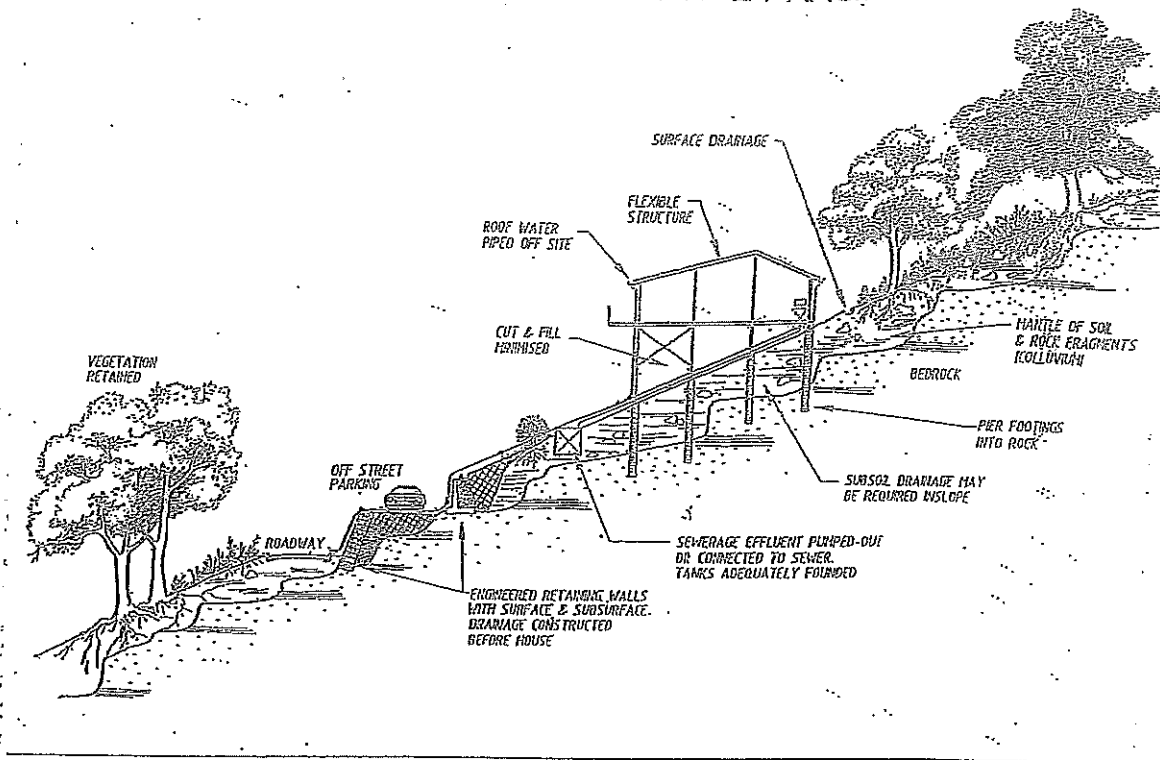 SURFACE DRAINAGE
FLEXIBLE
STRUCTURE
ROOF WATER
PIPED OFF SITE
CUT & FILL
MINIMISED
MANTLE OF SOIL
& ROCK FRAGMENTS
(COLLUVIUM)
BEDROCK
VEGETATION
RETAINED
PIER FOOTINGS
INTO ROCK
OFF STREET
PARKING
SUBSOIL DRAINAGE MAY
BE REQUIRED IN SLOPE
ROADWAY
SEWERAGE EFFLUENT PUMPED-OUT
OR CONNECTED TO SEWER.
TANKS ADEQUATELY FOUNDED
ENGINEERED RETAINING WALLS
WITH SURFACE & SUBSURFACE
DRAINAGE CONSTRUCTED
BEFORE HOUSE